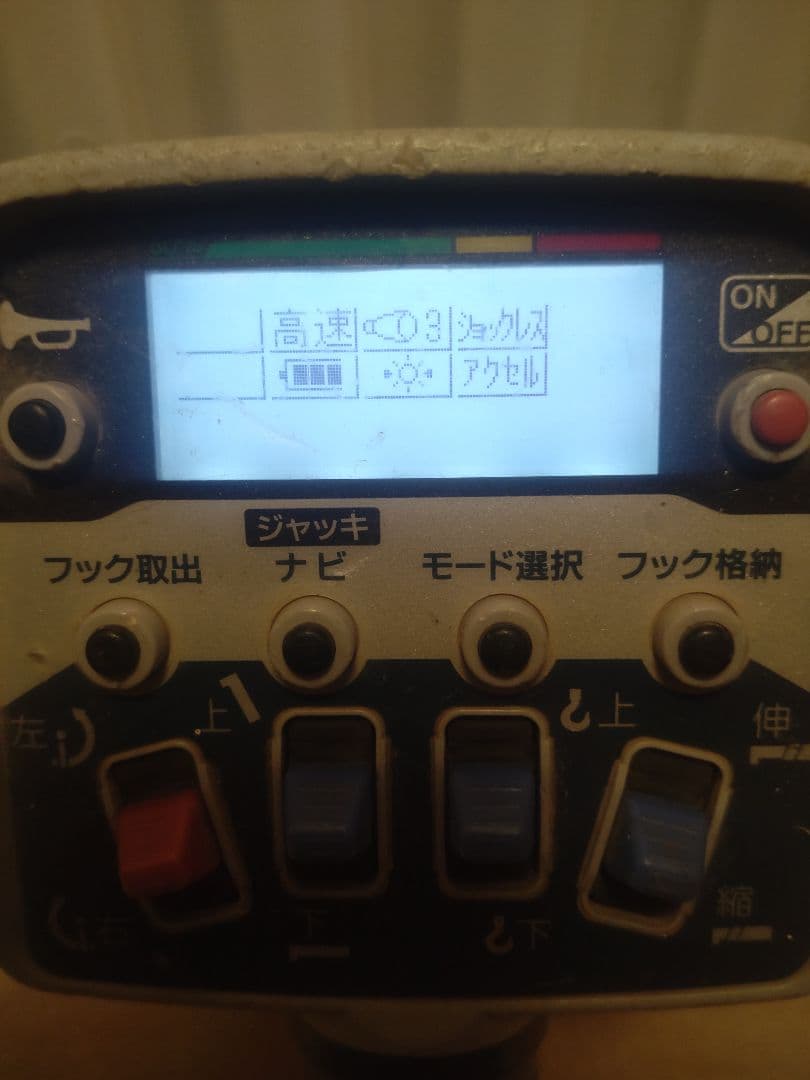 高速 3 ショックレス
アクセル
ON
OFF
ジャッキ
フック取出 ナビ モード選択 フック格納
左 上 上 伸
右 下 下 縮